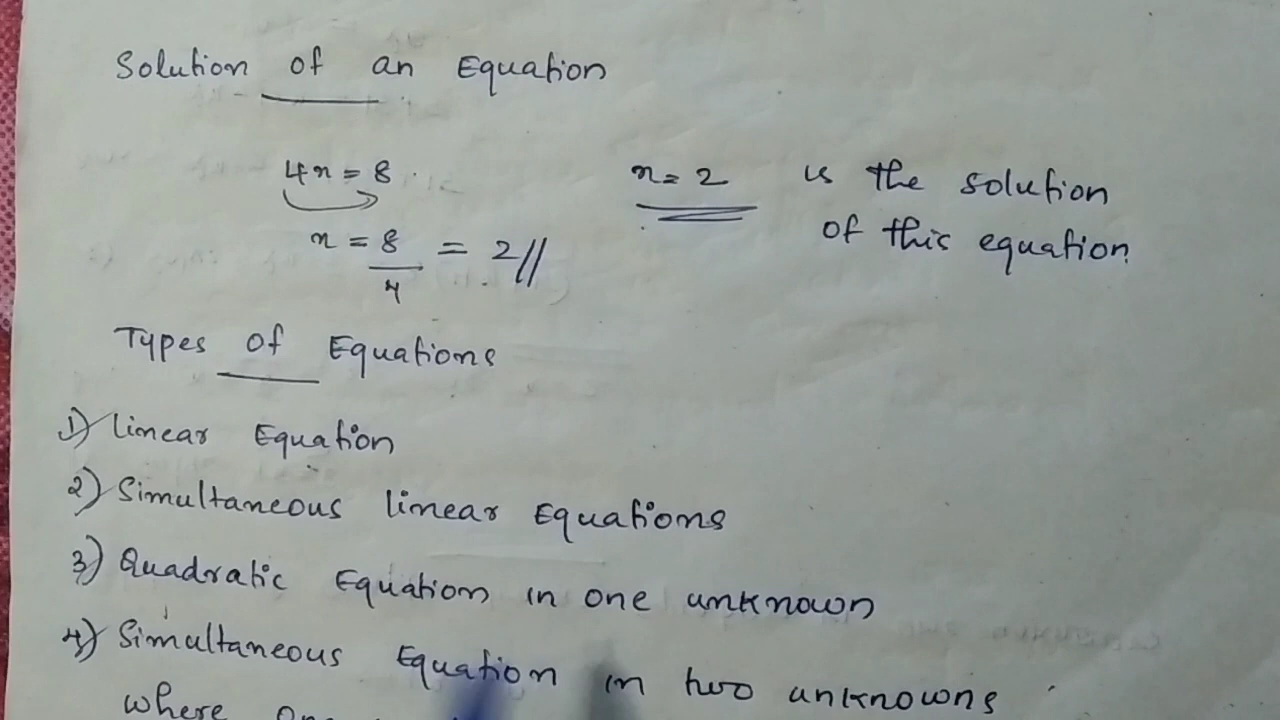 Solution of an Equation
4x = 8
x = 8/4 = 2//
x = 2 is the solution
of this equation
Types of Equations
1) Linear Equation
2) Simultaneous linear Equations
3) Quadratic Equation in one unknown
4) Simultaneous Equation in two unknowns
where